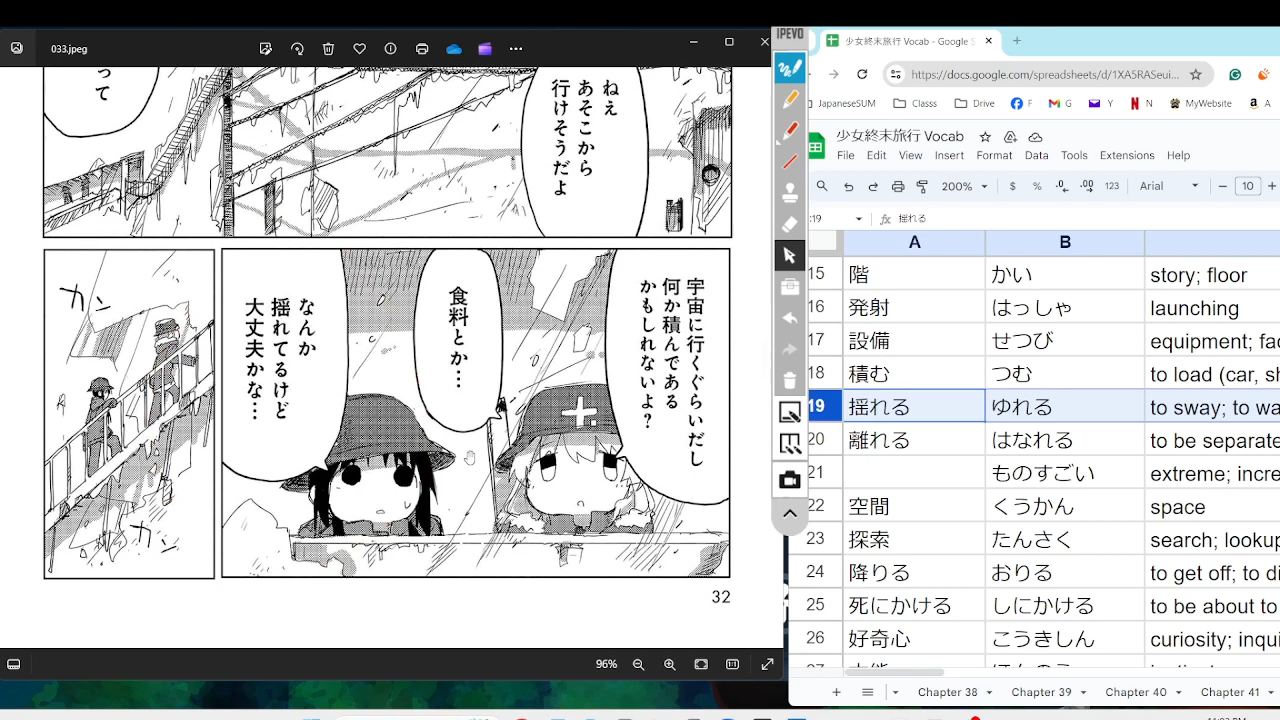 033.jpeg
って
ねえ
あそこから
行けそうだよ
宇宙に行くぐらいだし
何か積んである
かもしれないよ?
食料とか…
なんか
揺れてるけど
大丈夫かな…
カン
カン
32
96%
IPEVO
少女終末旅行 Vocab - Google S
https://docs.google.com/spreadsheets/d/1XA5RASeui...
JapaneseSUM
Classs
Drive
F
G
Y
N
MyWebsite
A
少女終末旅行 Vocab
File Edit View Insert Format Data Tools Extensions Help
200% $ % .0 .00 123 Arial 10
:19 fx 揺れる
A B
15 階 かい story; floor
16 発射 はっしゃ launching
17 設備 せつび equipment; fac
18 積む つむ to load (car, sh
19 揺れる ゆれる to sway; to wa
20 離れる はなれる to be separate
21 ものすごい extreme; incre
22 空間 くうかん space
23 探索 たんさく search; lookup
24 降りる おりる to get off; to di
25 死にかける しにかける to be about to
26 好奇心 こうきしん curiosity; inqui
Chapter 38 Chapter 39 Chapter 40 Chapter 41